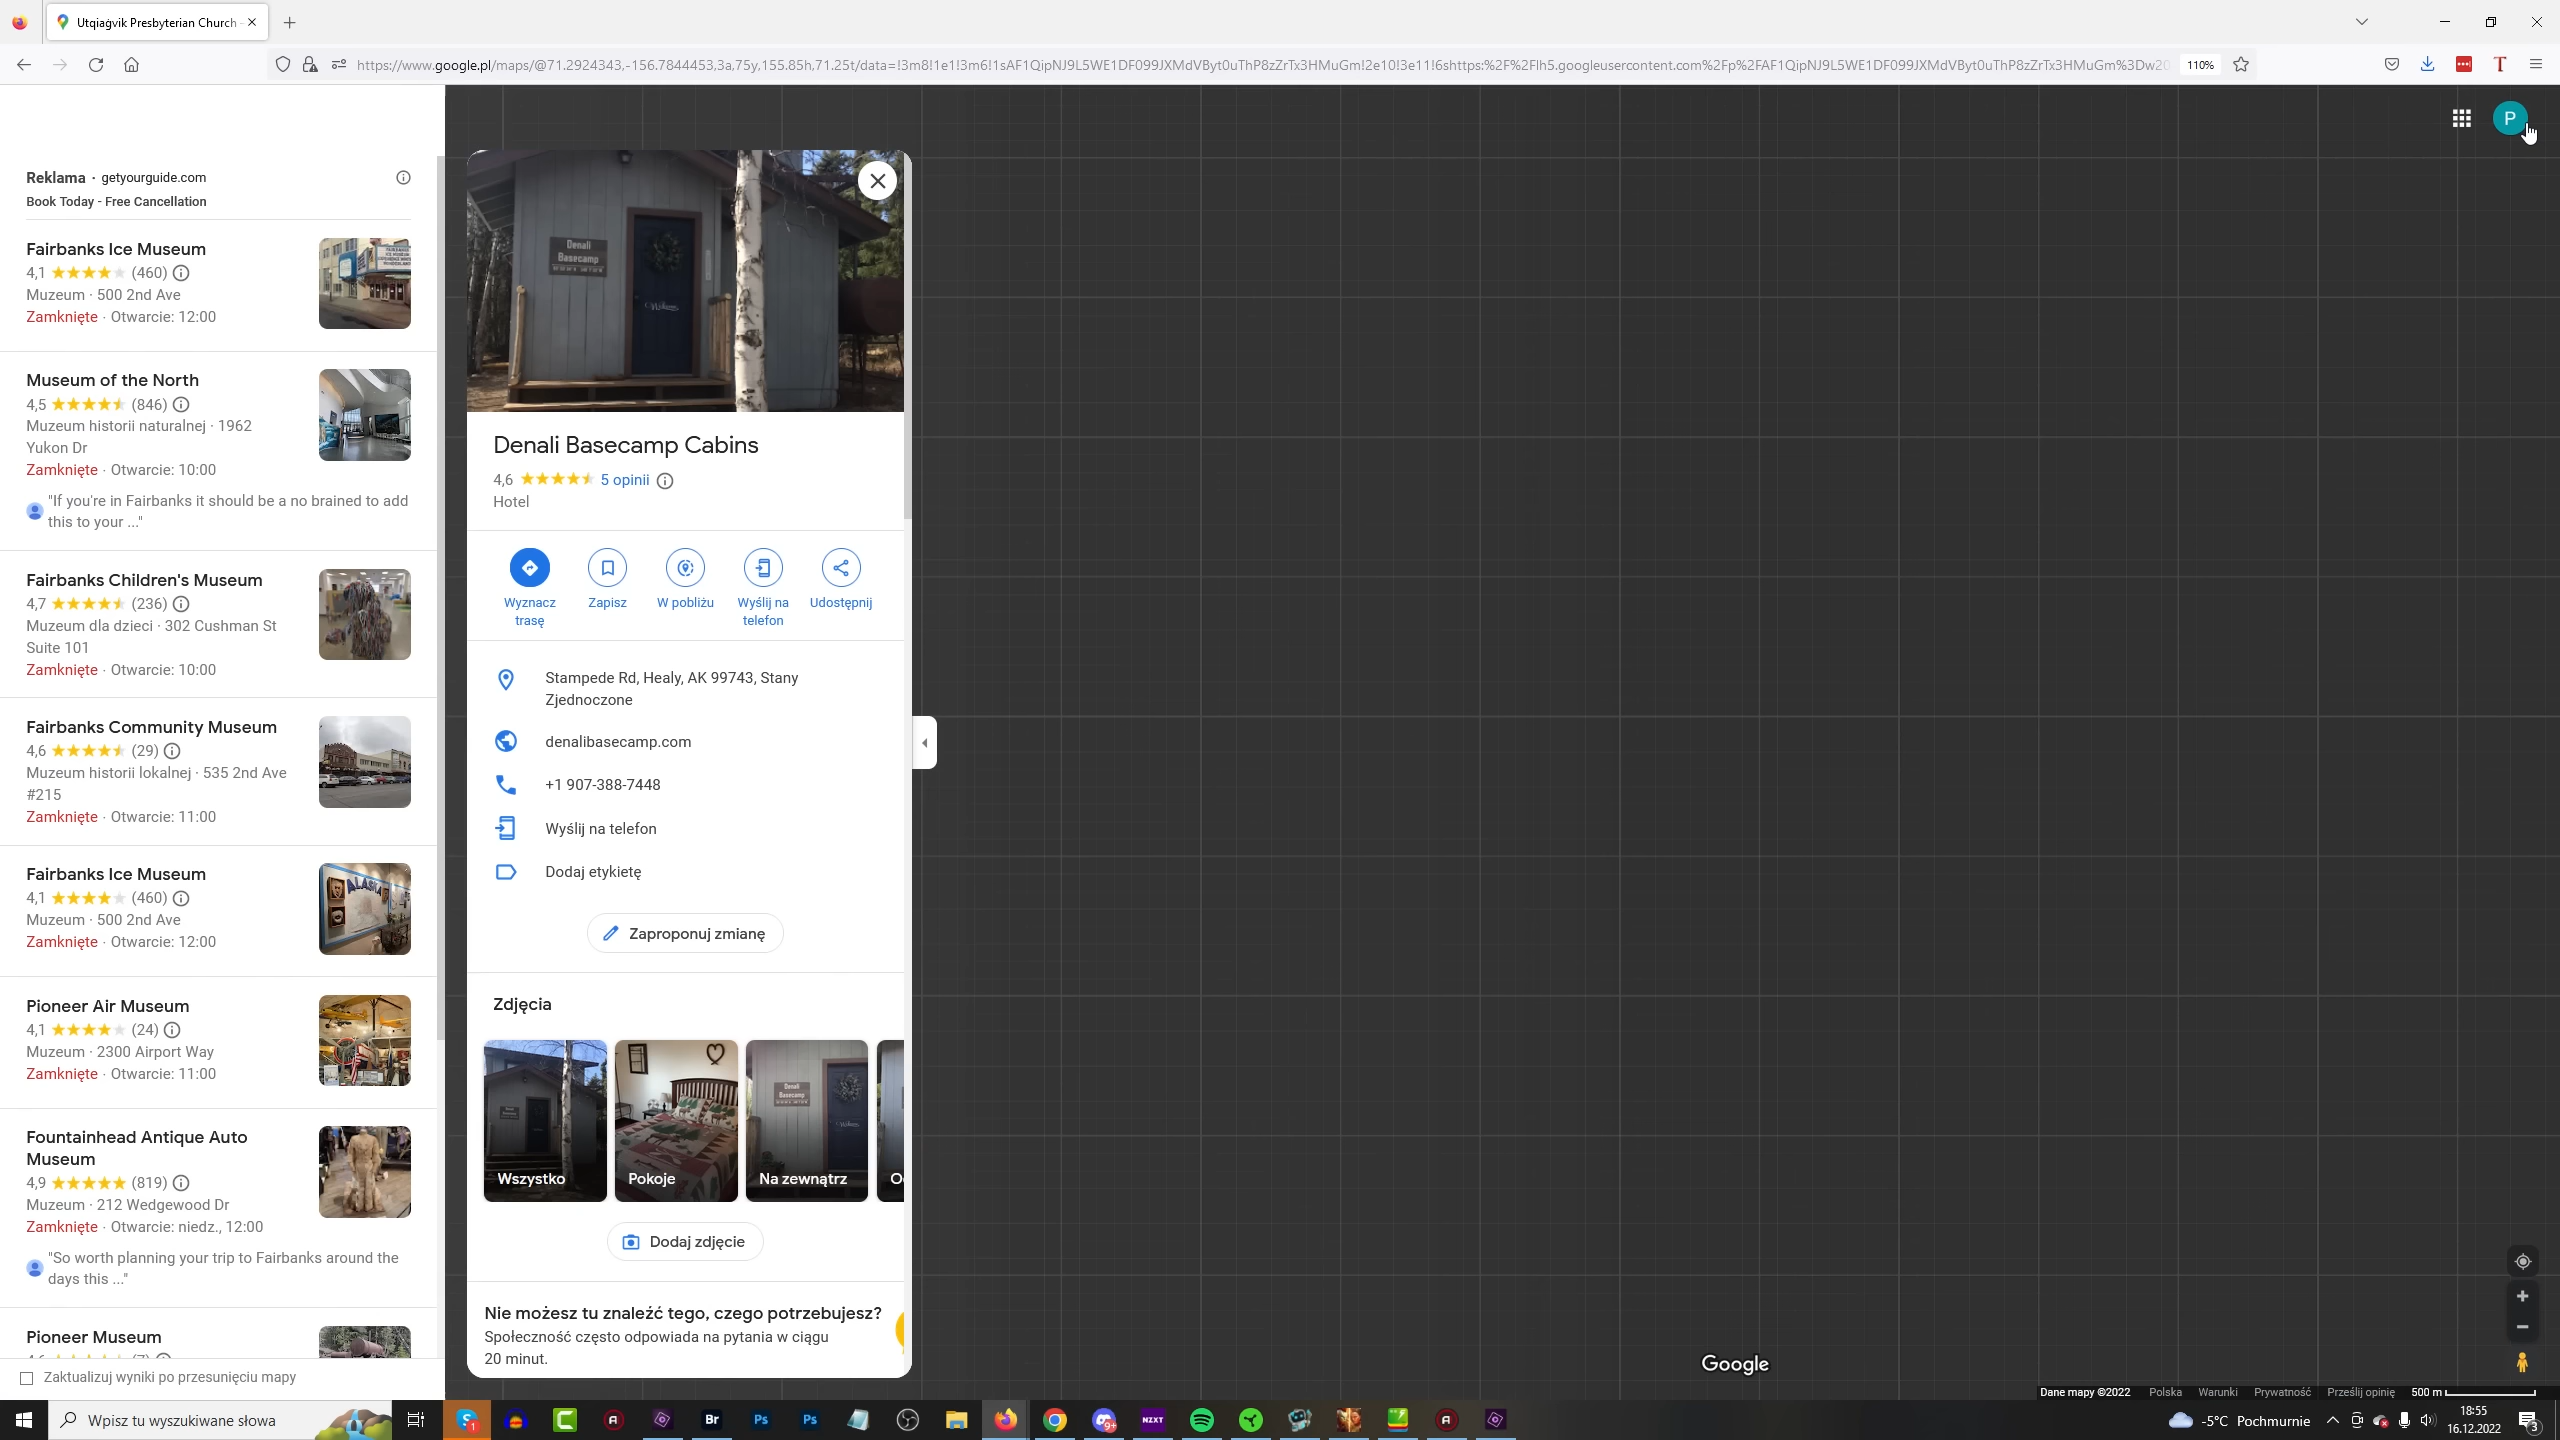 Utqiaġvik Presbyterian Church -
https://www.google.pl/maps/@71.2924343,-156.7844453,3a,75y,155.85h,71.25t/data=!3m8!1e1!3m6!1sAF1QipNJ9L5WE1DF099JXMdVByt0uThP8zZrTx3HMuGm!2e10!3e11!6shttps:%2F%2Flh5.googleusercontent.com%2Fp%2FAF1QipNJ9L5WE1DF099JXMdVByt0uThP8zZrTx3HMuGm%3Dw20
110%
P
Reklama · getyourguide.com
Book Today - Free Cancellation
Fairbanks Ice Museum
4,1 (460)
Muzeum · 500 2nd Ave
Zamknięte · Otwarcie: 12:00
Museum of the North
4,5 (846)
Muzeum historii naturalnej · 1962
Yukon Dr
Zamknięte · Otwarcie: 10:00
"If you're in Fairbanks it should be a no brained to add
this to your ..."
Fairbanks Children's Museum
4,7 (236)
Muzeum dla dzieci · 302 Cushman St
Suite 101
Zamknięte · Otwarcie: 10:00
Fairbanks Community Museum
4,6 (29)
Muzeum historii lokalnej · 535 2nd Ave
#215
Zamknięte · Otwarcie: 11:00
Fairbanks Ice Museum
4,1 (460)
Muzeum · 500 2nd Ave
Zamknięte · Otwarcie: 12:00
ALASKA
Pioneer Air Museum
4,1 (24)
Muzeum · 2300 Airport Way
Zamknięte · Otwarcie: 11:00
Fountainhead Antique Auto
Museum
4,9 (819)
Muzeum · 212 Wedgewood Dr
Zamknięte · Otwarcie: niedz., 12:00
"So worth planning your trip to Fairbanks around the
days this ..."
Pioneer Museum
Zaktualizuj wyniki po przesunięciu mapy
Denali
Basecamp
Welcome
Denali Basecamp Cabins
4,6 5 opinii
Hotel
Wyznacz
trasę
Zapisz
W pobliżu
Wyślij na
telefon
Udostępnij
Stampede Rd, Healy, AK 99743, Stany
Zjednoczone
denalibasecamp.com
+1 907-388-7448
Wyślij na telefon
Dodaj etykietę
Zaproponuj zmianę
Zdjęcia
Denali
Basecamp
Wszystko
Pokoje
Na zewnątrz
Dodaj zdjęcie
Nie możesz tu znaleźć tego, czego potrzebujesz?
Społeczność często odpowiada na pytania w ciągu
20 minut.
Google
Dane mapy ©2022 Polska Warunki Prywatność Prześlij opinię 500 m
Wpisz tu wyszukiwane słowa
1
Br
Ps
Ps
9+
NZXT
-5°C Pochmurnie
18:55
16.12.2022
3